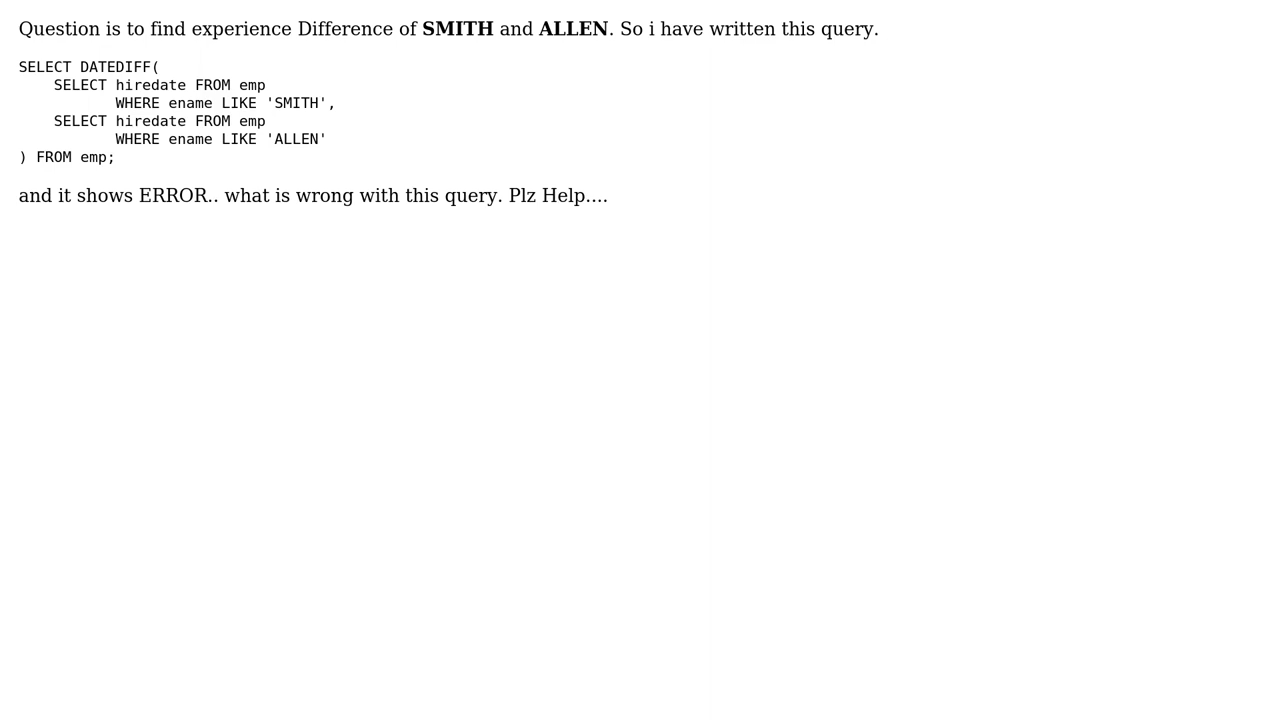 Question is to find experience Difference of SMITH and ALLEN. So i have written this query.
SELECT DATEDIFF(
    SELECT hiredate FROM emp
           WHERE ename LIKE 'SMITH',
    SELECT hiredate FROM emp
           WHERE ename LIKE 'ALLEN'
) FROM emp;
and it shows ERROR.. what is wrong with this query. Plz Help....